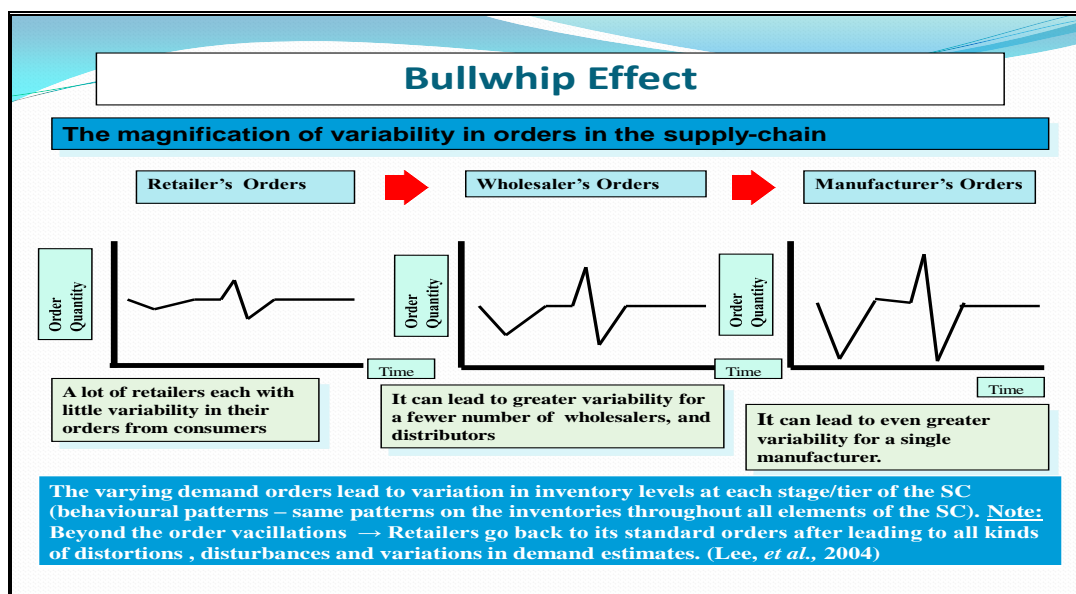 Bullwhip Effect
The magnification of variability in orders in the supply-chain
Retailer's Orders
Wholesaler's Orders
Manufacturer's Orders
Order
Quantity
Time
Order
Quantity
Time
Order
Quantity
Time
A lot of retailers each with
little variability in their
orders from consumers
It can lead to greater variability for
a fewer number of wholesalers, and
distributors
It can lead to even greater
variability for a single
manufacturer.
The varying demand orders lead to variation in inventory levels at each stage/tier of the SC
(behavioural patterns – same patterns on the inventories throughout all elements of the SC). Note:
Beyond the order vacillations → Retailers go back to its standard orders after leading to all kinds
of distortions , disturbances and variations in demand estimates. (Lee, et al., 2004)